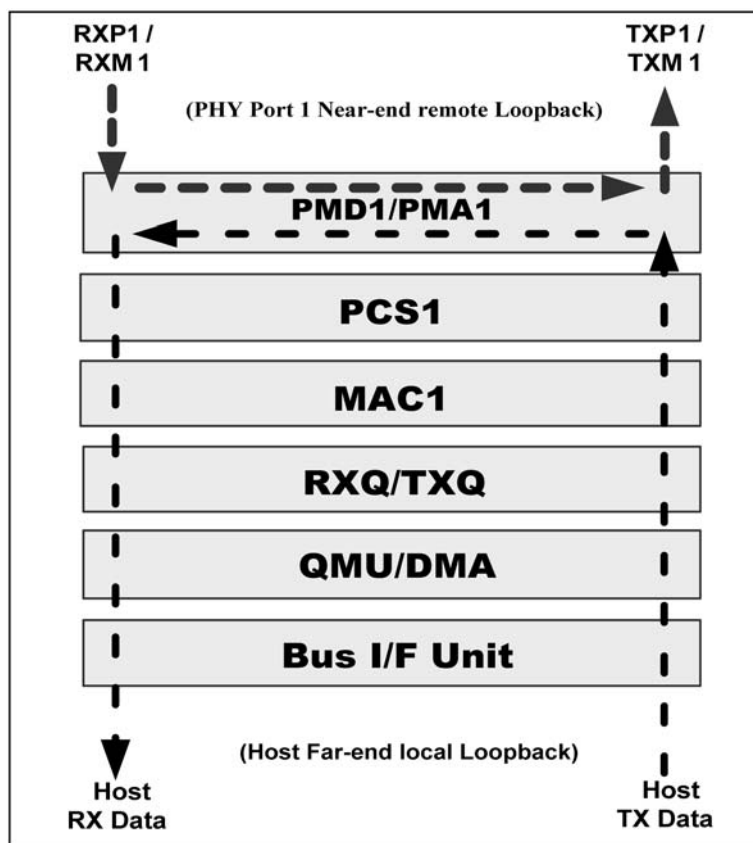 RXP1 / TXP1 /
RXM 1 TXM 1
(PHY Port 1 Near-end remote Loopback)
PMD1/PMA1
PCS1
MAC1
RXQ/TXQ
QMU/DMA
Bus I/F Unit
(Host Far-end local Loopback)
Host Host
RX Data TX Data